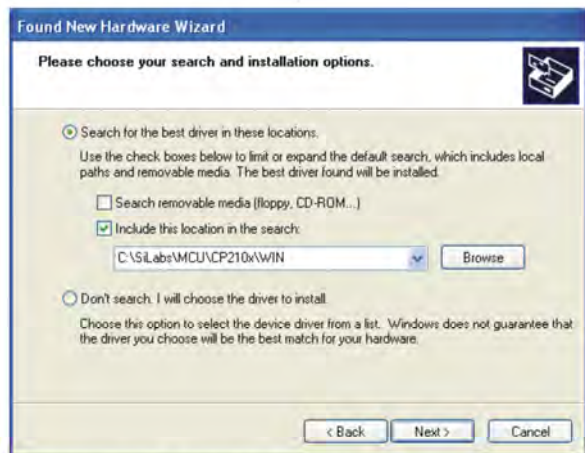 Found New Hardware Wizard
Please choose your search and installation options.
Search for the best driver in these locations.
Use the check boxes below to limit or expand the default search, which includes local
paths and removable media. The best driver found will be installed.
Search removable media (floppy, CD-ROM...)
Include this location in the search:
C:\SiLabs\MCU\CP210x\WIN
Browse
Don't search. I will choose the driver to install.
Choose this option to select the device driver from a list. Windows does not guarantee that
the driver you choose will be the best match for your hardware.
< Back Next > Cancel